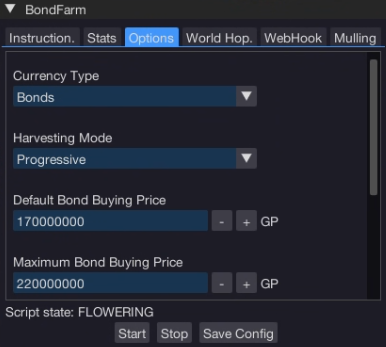 BondFarm
Instruction. Stats Options World Hop. WebHook Mulling
Currency Type
Bonds
Harvesting Mode
Progressive
Default Bond Buying Price
170000000 - + GP
Maximum Bond Buying Price
220000000 - + GP
Script state: FLOWERING
Start Stop Save Config